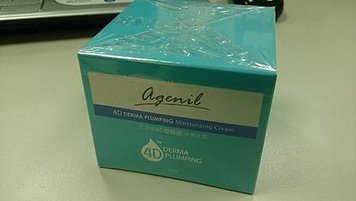 agenil
4D DERMA PLUMPING Moisturizing Cream
4D DERMA
PLUMPING